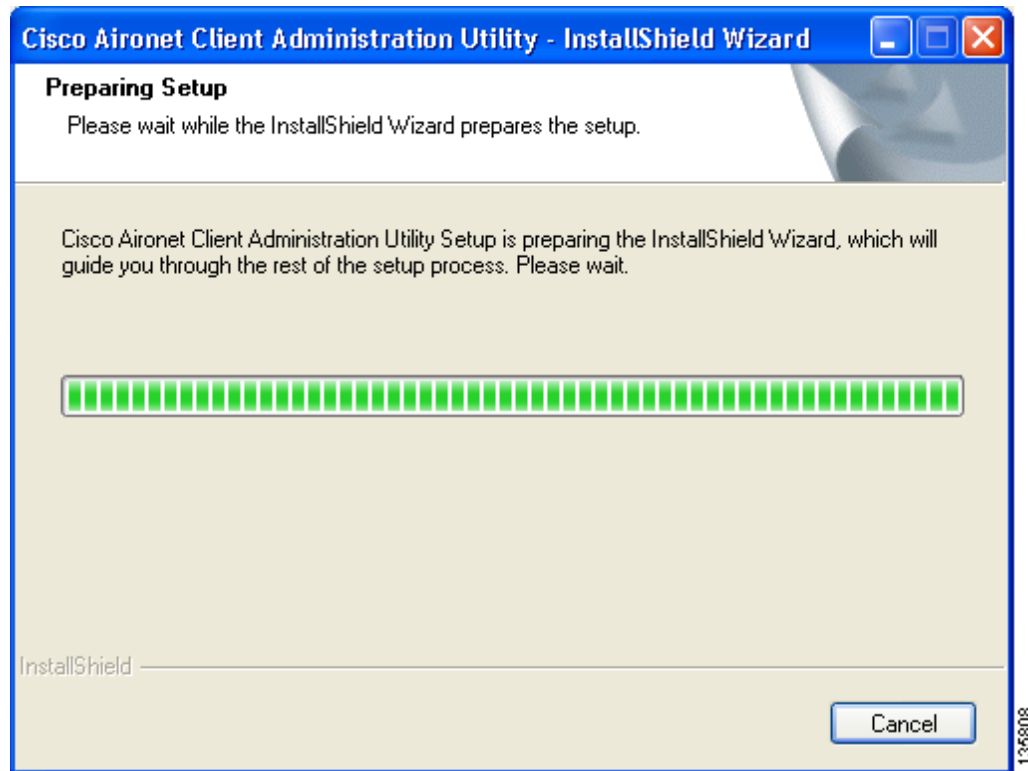 Cisco Aironet Client Administration Utility - InstallShield Wizard
Preparing Setup
Please wait while the InstallShield Wizard prepares the setup.
Cisco Aironet Client Administration Utility Setup is preparing the InstallShield Wizard, which will
guide you through the rest of the setup process. Please wait.
InstallShield
Cancel
135808